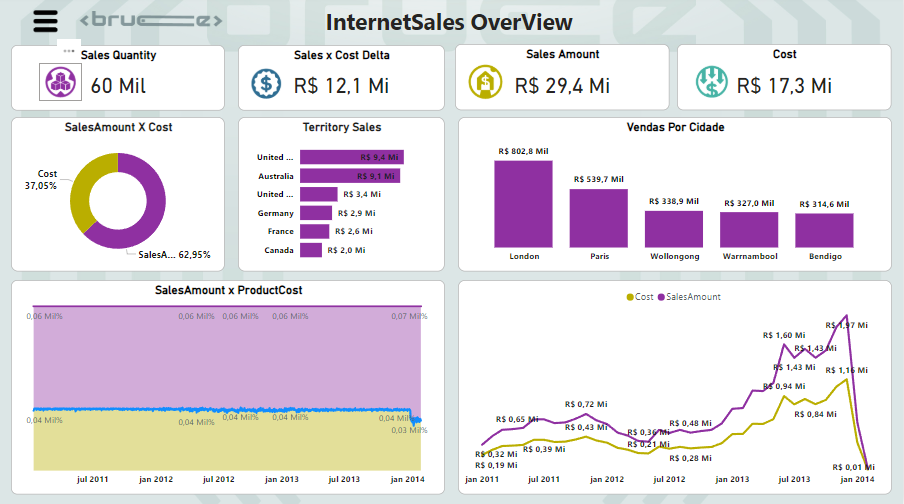 <bruce>
InternetSales OverView
Sales Quantity
60 Mil
Sales x Cost Delta
R$ 12,1 Mi
Sales Amount
R$ 29,4 Mi
Cost
R$ 17,3 Mi
SalesAmount X Cost
Cost
37,05%
SalesA... 62,95%
Territory Sales
United ... R$ 9,4 Mi
Australia R$ 9,1 Mi
United ... R$ 3,4 Mi
Germany R$ 2,9 Mi
France R$ 2,6 Mi
Canada R$ 2,0 Mi
Vendas Por Cidade
R$ 802,8 Mil
R$ 539,7 Mil
R$ 338,9 Mil
R$ 327,0 Mil
R$ 314,6 Mil
London Paris Wollongong Warrnambool Bendigo
SalesAmount x ProductCost
0,06 Mil% 0,06 Mil% 0,06 Mil% 0,06 Mil% 0,07 Mil%
0,04 Mil% 0,04 Mil% 0,04 Mil% 0,04 Mil% 0,04 Mil
0,03 Mil%
jul 2011 jan 2012 jul 2012 jan 2013 jul 2013 jan 2014
Cost SalesAmount
R$ 1,97 Mi
R$ 1,60 Mi
R$ 1,43 Mi
R$ 1,43 Mi
R$ 1,16 Mi
R$ 0,94 Mi
R$ 0,84 Mi
R$ 0,72 Mi
R$ 0,65 Mi
R$ 0,48 Mi
R$ 0,43 Mi
R$ 0,36 Mi
R$ 0,21 Mi
R$ 0,39 Mi
R$ 0,32 Mi
R$ 0,28 Mi
R$ 0,19 Mi
R$ 0,01 Mi
jan 2011 jul 2011 jan 2012 jul 2012 jan 2013 jul 2013 jan 2014